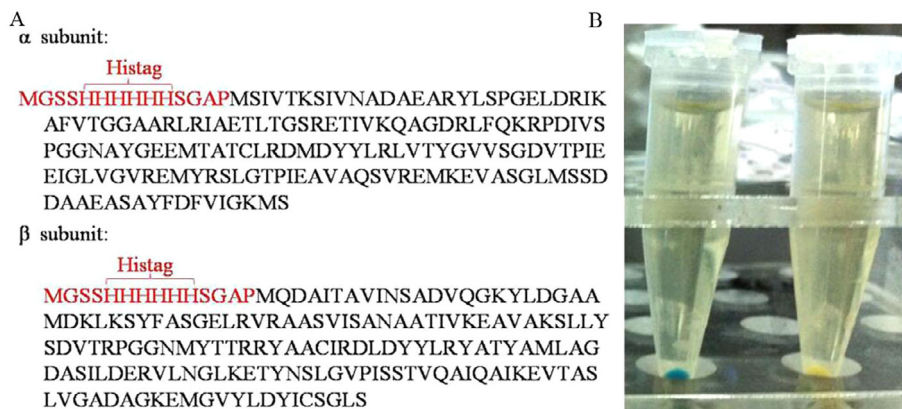 A
α subunit:
Histag
MGSSHHHHHHSGAPMSIVTKSIVNADAEARYLSPGELDRIK
AFVTGGAARLRIAETLTGSRETIVKQAGDRLFQKRPDIVS
PGGNAYGEEMTATCLRDMDYYLRLVTYGVVSGDVTPIE
EIGLVGVREMYRSLGTPIEAVAQSVREMKEVASGLMSSD
DAAEASAYFDFVIGKMS
β subunit:
Histag
MGSSHHHHHHSGAPMQDAITAVINSADVQGKYLDGAA
MDKLKSYFASGELRVRAASVISANAATIVKEAVAKSLLY
SDVTRPGGNMYTTRRYAACIRDLDYYLRYATYAMLAG
DASILDERVLNGLKETYNSLGVPISSTVQAIQAIKEVTAS
LVGADAGKEMGVYLDYICSGLS
B